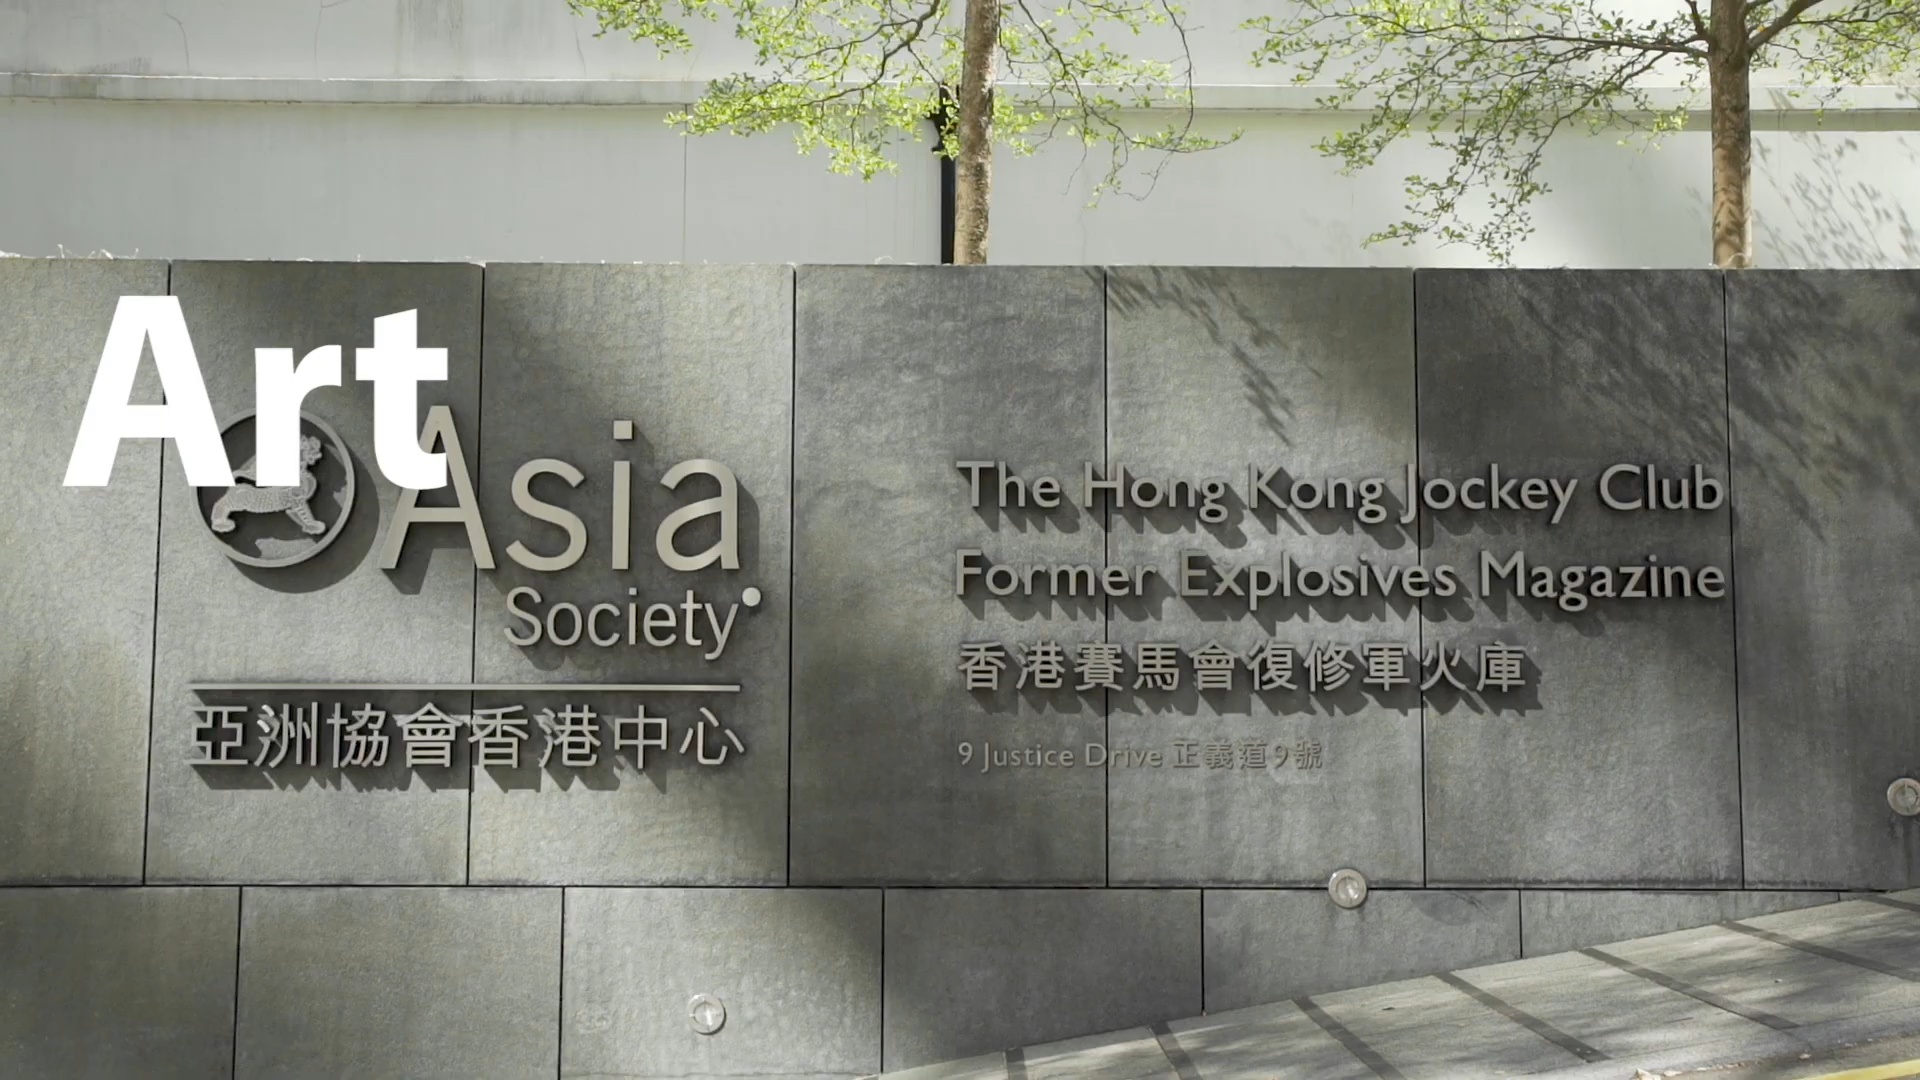 Art
Asia
Society
亞洲協會香港中心
The Hong Kong Jockey Club
Former Explosives Magazine
香港賽馬會復修軍火庫
9 Justice Drive 正義道9號